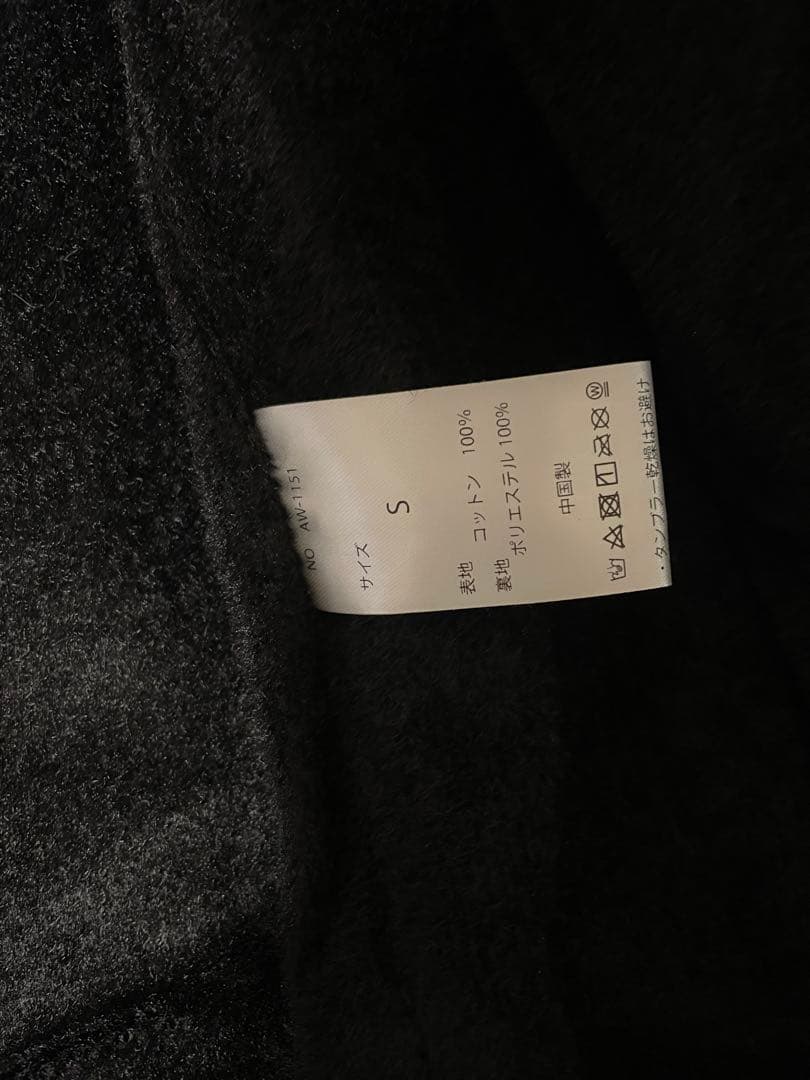 NO AW-1151
サイズ
S
表地 コットン 100%
裏地 ポリエステル 100%
中国製
・タンブラー乾燥はお避け